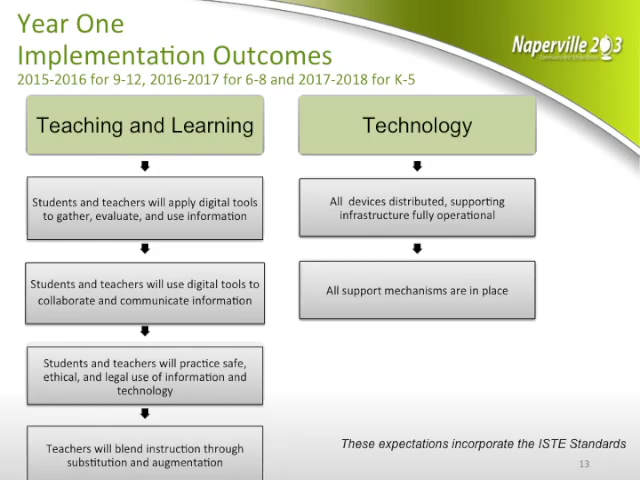 Year One
Implementation Outcomes
2015-2016 for 9-12, 2016-2017 for 6-8 and 2017-2018 for K-5
Naperville 203
Teaching and Learning
Students and teachers will apply digital tools
to gather, evaluate, and use information
Students and teachers will use digital tools to
collaborate and communicate information
Students and teachers will practice safe,
ethical, and legal use of information and
technology
Teachers will blend instruction through
substitution and augmentation
Technology
All devices distributed, supporting
infrastructure fully operational
All support mechanisms are in place
These expectations incorporate the ISTE Standards
13